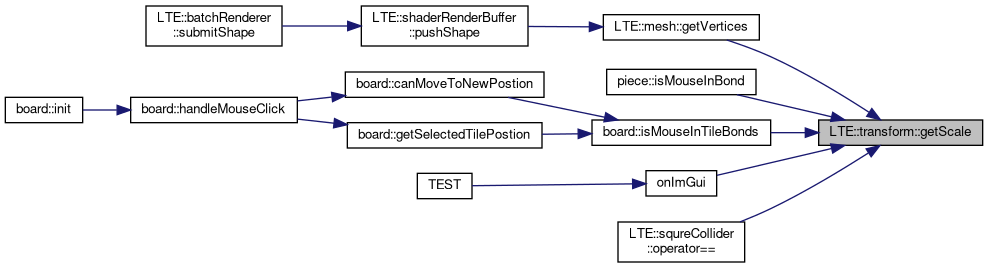 LTE::batchRenderer
::submitShape
LTE::shaderRenderBuffer
::pushShape
LTE::mesh::getVertices
piece::isMouseInBond
board::canMoveToNewPostion
board::init
board::handleMouseClick
board::getSelectedTilePostion
board::isMouseInTileBonds
LTE::transform::getScale
TEST
onImGui
LTE::squreCollider
::operator==